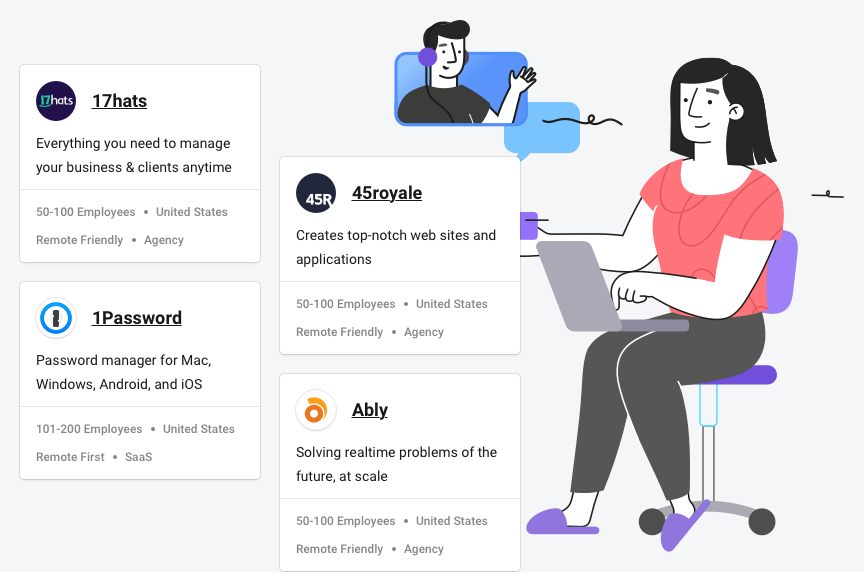 17hats
17hats
Everything you need to manage
your business & clients anytime
50-100 Employees • United States
Remote Friendly • Agency
1Password
Password manager for Mac,
Windows, Android, and iOS
101-200 Employees • United States
Remote First • SaaS
45R
45royale
Creates top-notch web sites and
applications
50-100 Employees • United States
Remote Friendly • Agency
Ably
Solving realtime problems of the
future, at scale
50-100 Employees • United States
Remote Friendly • Agency